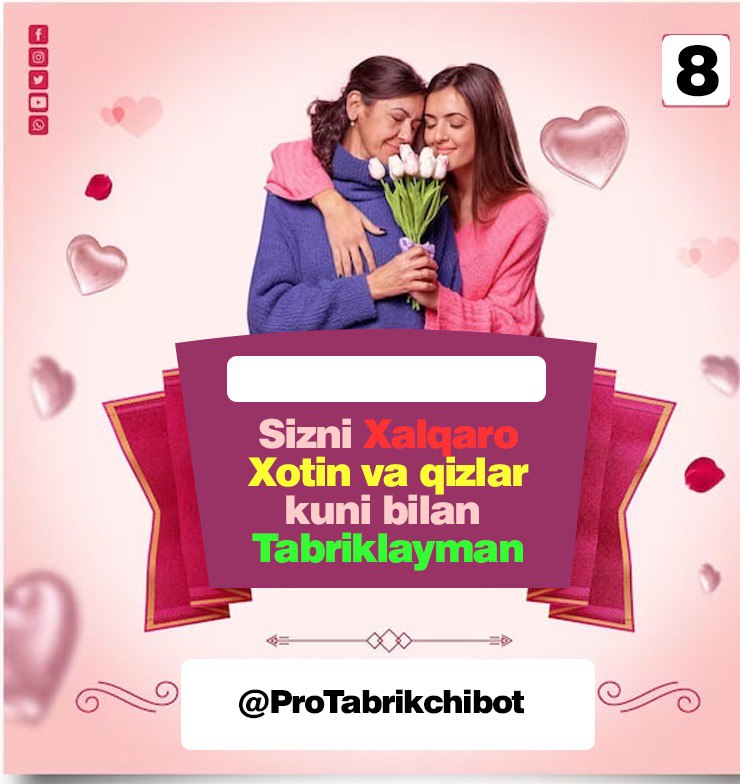 8
Sizni Xalqaro
Xotin va qizlar
kuni bilan
Tabriklayman
@ProTabrikchibot